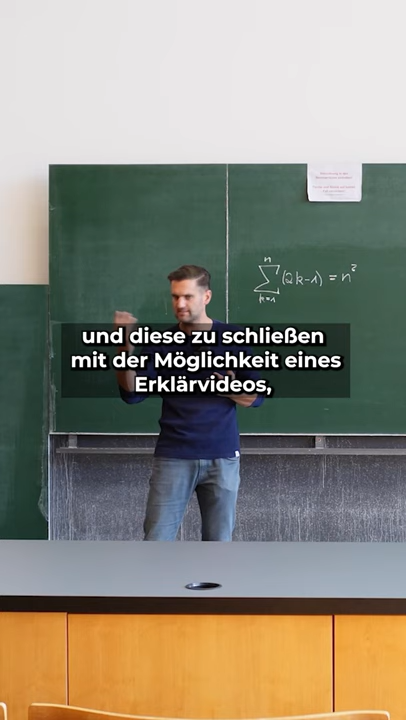 n
∑ (2k-1) = n²
k=1
und diese zu schließen
mit der Möglichkeit eines
Erklärvideos,